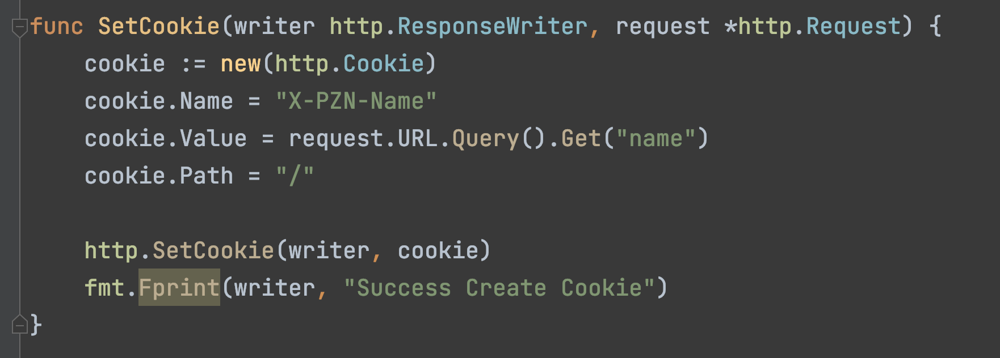 func SetCookie(writer http.ResponseWriter, request *http.Request) {
    cookie := new(http.Cookie)
    cookie.Name = "X-PZN-Name"
    cookie.Value = request.URL.Query().Get("name")
    cookie.Path = "/"

    http.SetCookie(writer, cookie)
    fmt.Fprint(writer, "Success Create Cookie")
}